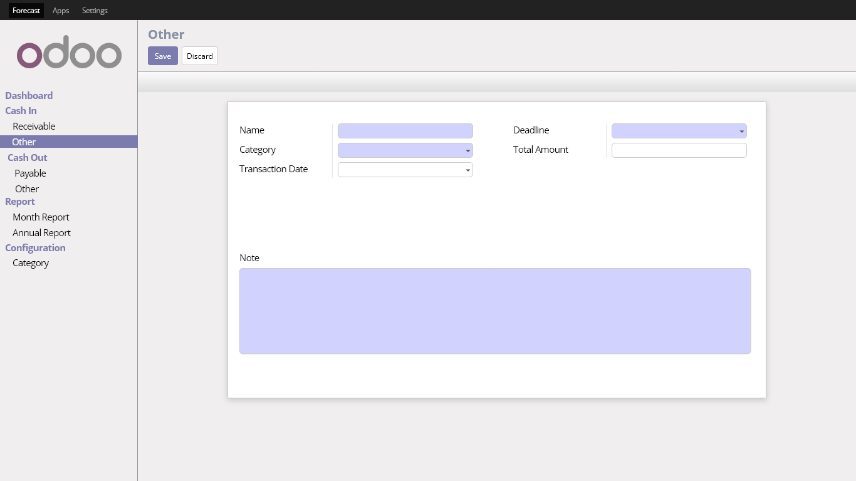 Forecast Apps Settings
odoo
Dashboard
Cash In
Receivable
Other
Cash Out
Payable
Other
Report
Month Report
Annual Report
Configuration
Category
Other
Save Discard
Name
Category
Transaction Date
Deadline
Total Amount
Note